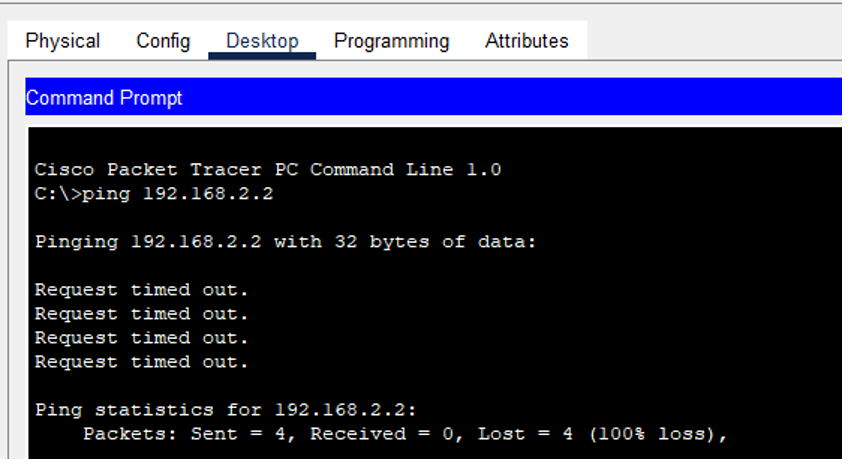 Physical Config Desktop Programming Attributes
Command Prompt
Cisco Packet Tracer PC Command Line 1.0
C:\>ping 192.168.2.2
Pinging 192.168.2.2 with 32 bytes of data:
Request timed out.
Request timed out.
Request timed out.
Request timed out.
Ping statistics for 192.168.2.2:
Packets: Sent = 4, Received = 0, Lost = 4 (100% loss),